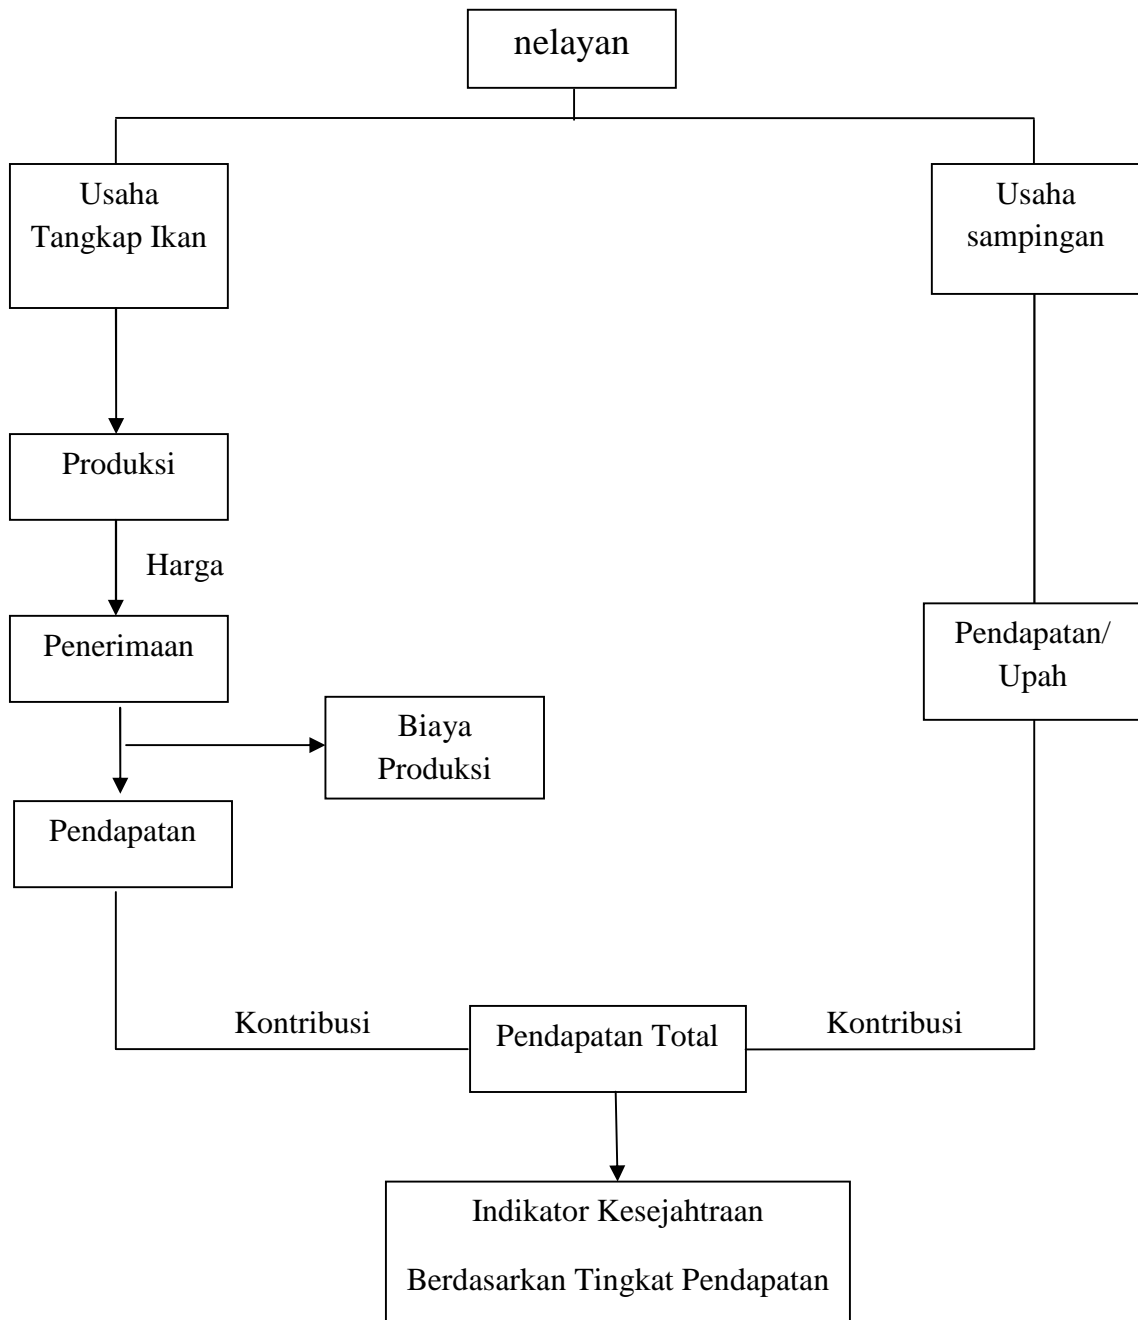 nelayan
Usaha
Tangkap Ikan
Usaha
sampingan
Produksi
Harga
Penerimaan
Pendapatan/
Upah
Biaya
Produksi
Pendapatan
Kontribusi
Pendapatan Total
Kontribusi
Indikator Kesejahtraan
Berdasarkan Tingkat Pendapatan